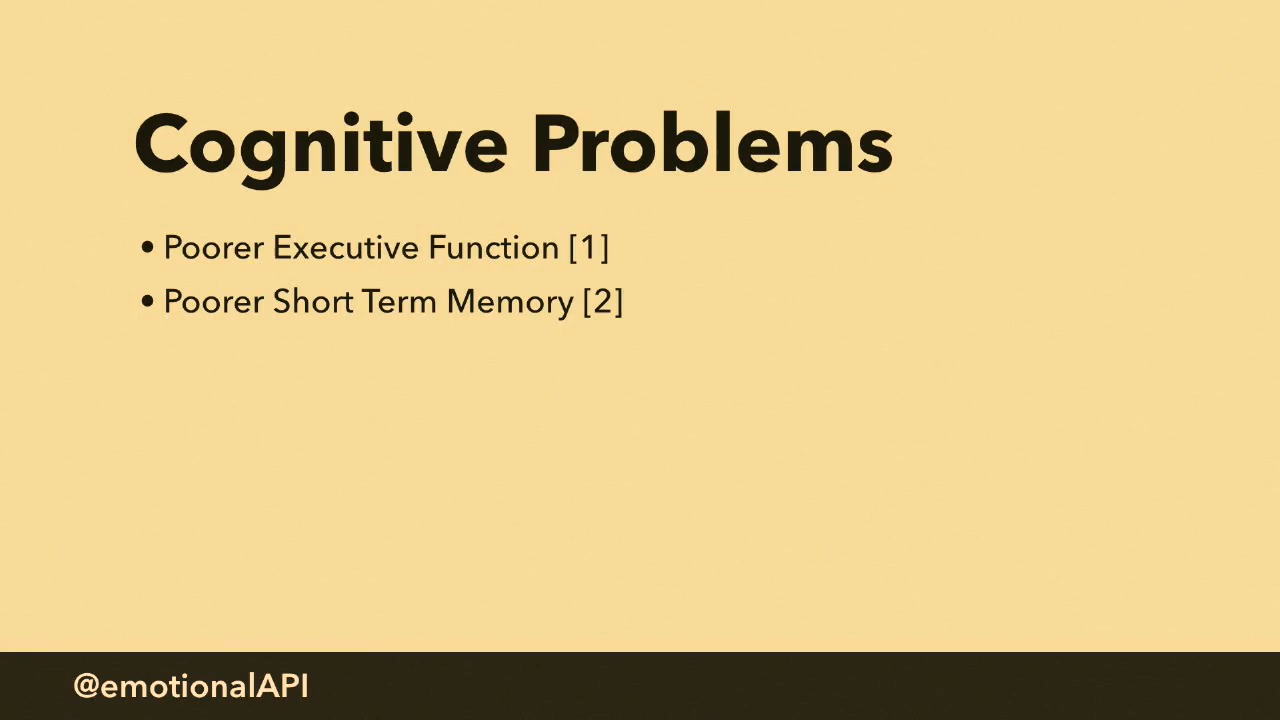 Cognitive Problems
• Poorer Executive Function [1]
• Poorer Short Term Memory [2]
@emotionalAPI